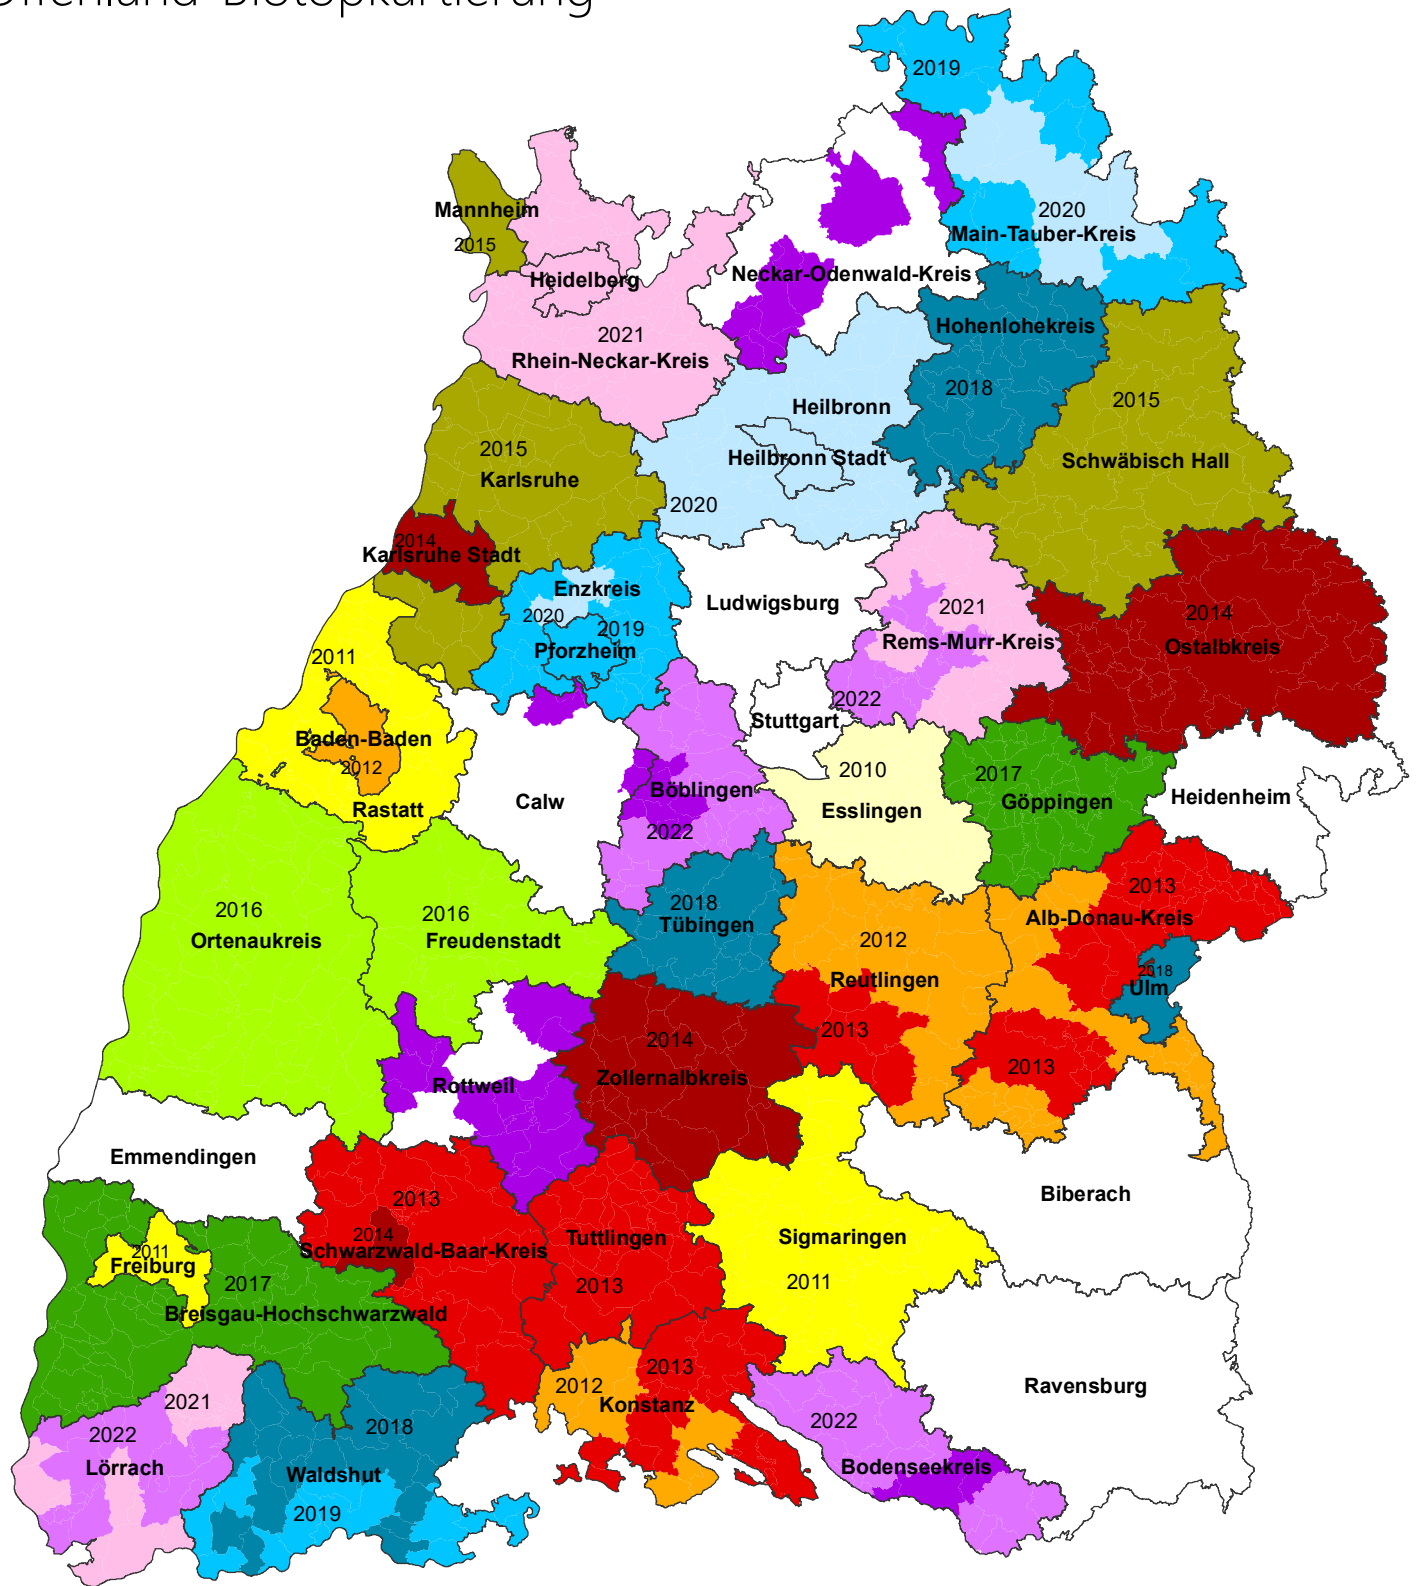 Offenland-Biotopkartierung
2019
Mannheim
2015
2020
Main-Tauber-Kreis
Heidelberg
Neckar-Odenwald-Kreis
2021
Rhein-Neckar-Kreis
Hohenlohekreis
2018
Heilbronn
2015
2015
Karlsruhe
Heilbronn Stadt
Schwäbisch Hall
2020
2014
Karlsruhe Stadt
Enzkreis
2020
2019
Pforzheim
Ludwigsburg
2021
Rems-Murr-Kreis
2014
Ostalbkreis
2011
2022
Stuttgart
Baden-Baden
2012
Rastatt
Calw
Böblingen
2022
2010
Esslingen
2017
Göppingen
Heidenheim
2016
Ortenaukreis
2016
Freudenstadt
2018
Tübingen
2012
Reutlingen
2013
2013
Alb-Donau-Kreis
2018
Ulm
2013
2014
Zollernalbkreis
Rottweil
Emmendingen
2013
2014
Schwarzwald-Baar-Kreis
Tuttlingen
2013
Biberach
Sigmaringen
2011
2011
Freiburg
2017
Breisgau-Hochschwarzwald
2013
2012
Konstanz
Ravensburg
2021
2022
Lörrach
2018
Waldshut
2019
2022
Bodenseekreis